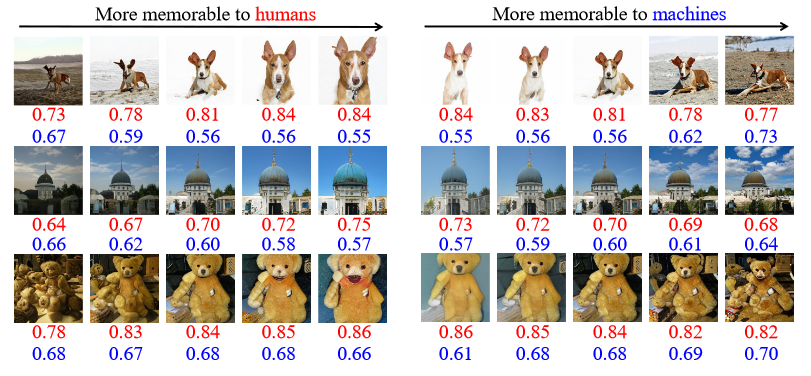 More memorable to humans
More memorable to machines
0.73 0.78 0.81 0.84 0.84
0.67 0.59 0.56 0.56 0.55
0.84 0.83 0.81 0.78 0.77
0.55 0.56 0.56 0.62 0.73
0.64 0.67 0.70 0.72 0.75
0.66 0.62 0.60 0.58 0.57
0.73 0.72 0.70 0.69 0.68
0.57 0.59 0.60 0.61 0.64
0.78 0.83 0.84 0.85 0.86
0.68 0.67 0.68 0.68 0.66
0.86 0.85 0.84 0.82 0.82
0.61 0.68 0.68 0.69 0.70